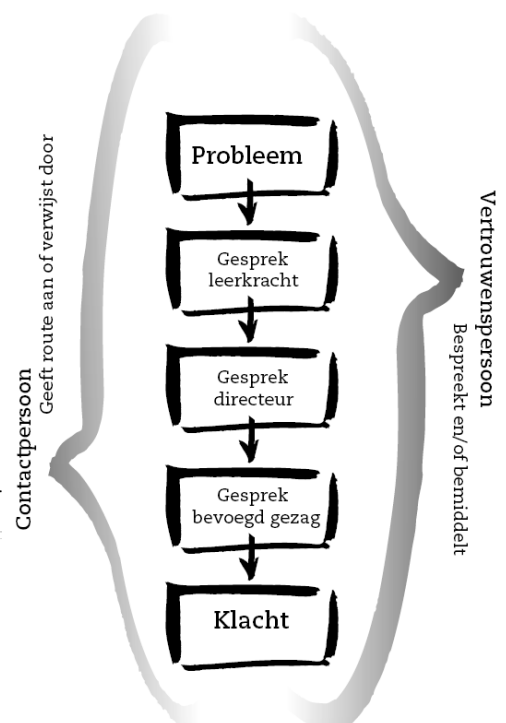 Probleem
Gesprek
leerkracht
Gesprek
directeur
Gesprek
bevoegd gezag
Klacht
Contactpersoon
Geeft route aan of verwijst door
Vertrouwenspersoon
Bespreekt en/of bemiddelt